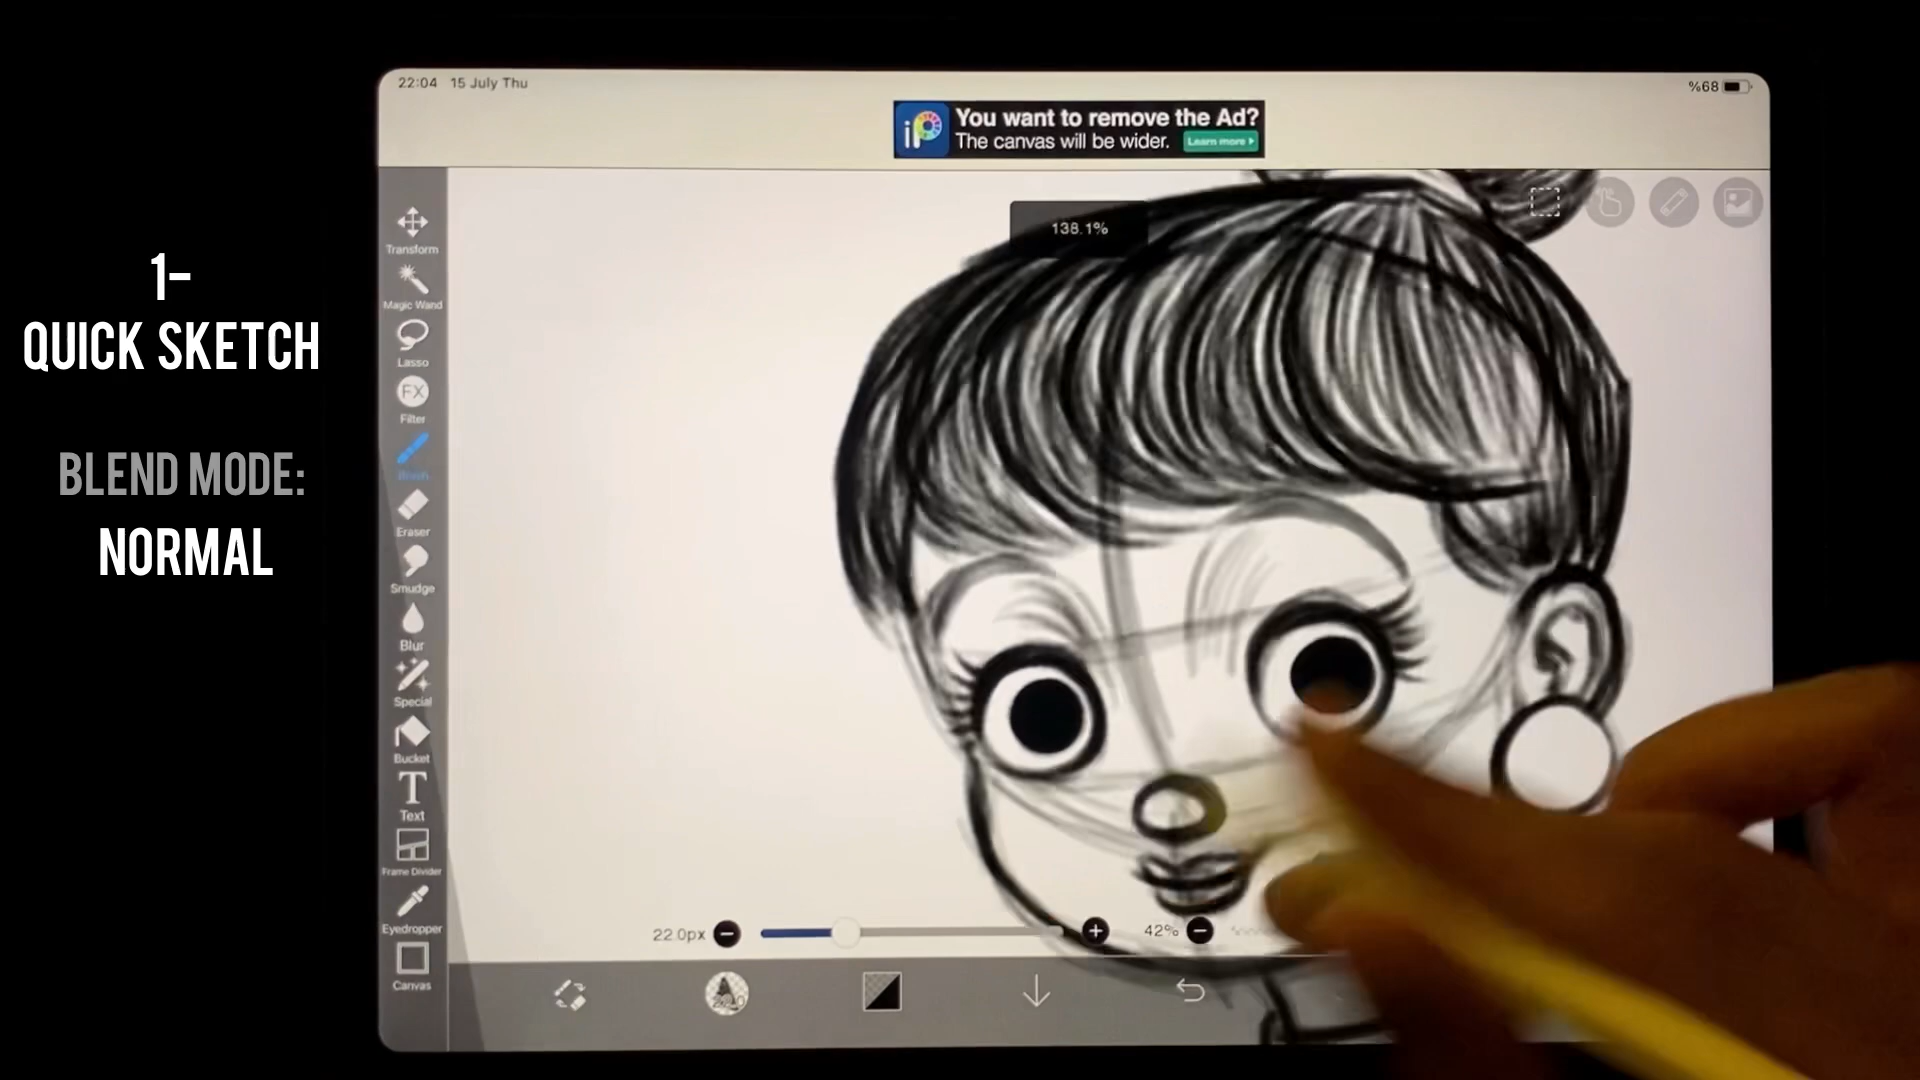 1-
QUICK SKETCH
BLEND MODE:
NORMAL
22:04 15 July Thu
%68
iP
You want to remove the Ad?
The canvas will be wider. Learn more
138.1%
Transform
Magic Wand
Lasso
FX
Filter
Brush
Eraser
Smudge
Blur
Special
Bucket
T
Text
Frame Divider
Eyedropper
Canvas
22.0px
42%